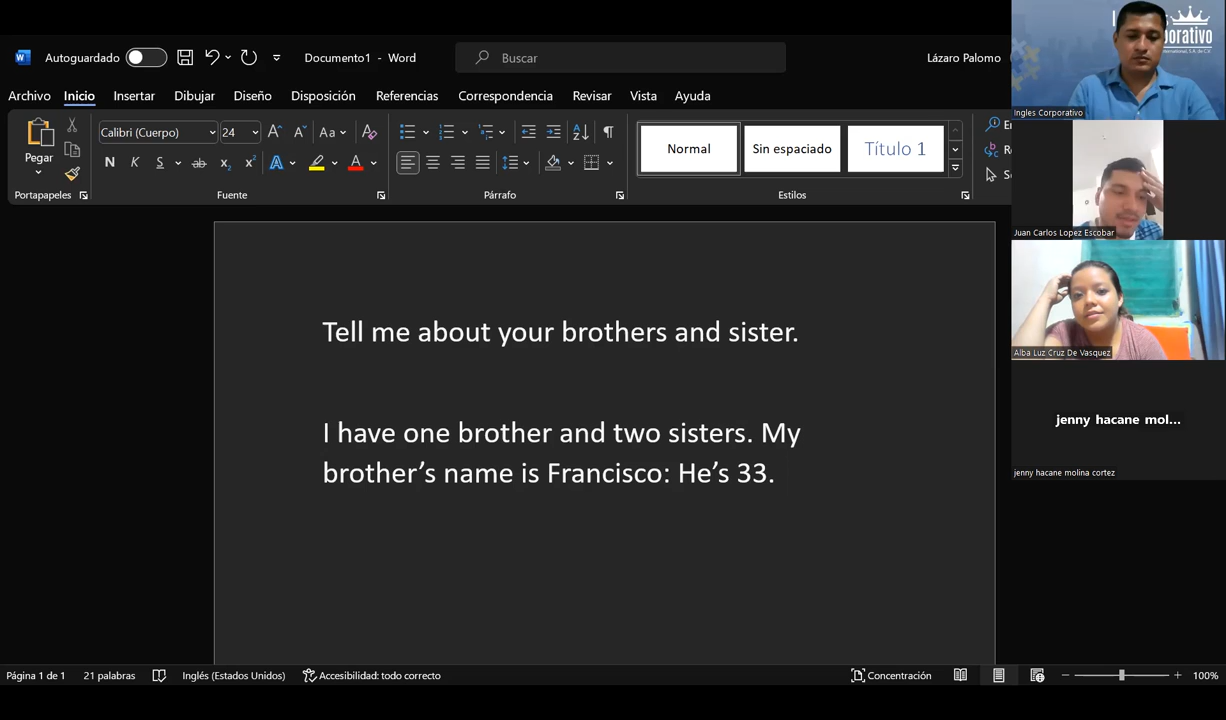 Autoguardado
Documento1 - Word
Buscar
Lázaro Palomo
Archivo Inicio Insertar Dibujar Diseño Disposición Referencias Correspondencia Revisar Vista Ayuda
Pegar
Calibri (Cuerpo) 24
Aa
N K S ab x₂ x² A A
Normal
Sin espaciado
Título 1
Portapapeles
Fuente
Párrafo
Estilos
Tell me about your brothers and sister.
I have one brother and two sisters. My
brother’s name is Francisco: He’s 33.
Página 1 de 1 21 palabras Inglés (Estados Unidos) Accesibilidad: todo correcto Concentración 100%
Ingles Corporativo
Juan Carlos Lopez Escobar
Alba Luz Cruz De Vasquez
jenny hacane mol...
jenny hacane molina cortez